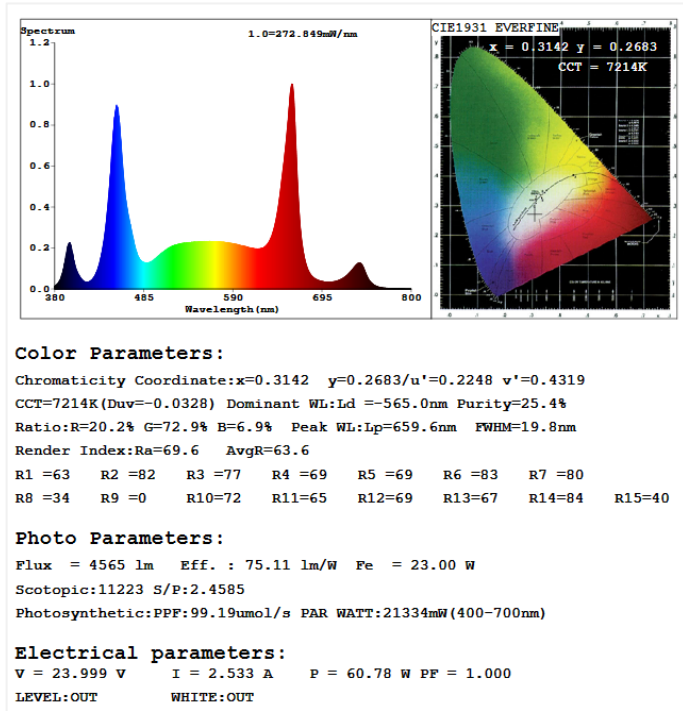 Spectrum 1.0=272.849mW/nm
1.2
1.0
0.8
0.6
0.4
0.2
0.0
380 485 590 695 800
Wavelength(nm)
CIE1931 EVERFINE
x = 0.3142 y = 0.2683
CCT = 7214K
Color Parameters:
Chromaticity Coordinate:x=0.3142 y=0.2683/u'=0.2248 v'=0.4319
CCT=7214K(Duv=-0.0328) Dominant WL:Ld =-565.0nm Purity=25.4%
Ratio:R=20.2% G=72.9% B=6.9% Peak WL:Lp=659.6nm FWHM=19.8nm
Render Index:Ra=69.6 AvgR=63.6
R1 =63 R2 =82 R3 =77 R4 =69 R5 =69 R6 =83 R7 =80
R8 =34 R9 =0 R10=72 R11=65 R12=69 R13=67 R14=84 R15=40
Photo Parameters:
Flux = 4565 lm Eff. : 75.11 lm/W Fe = 23.00 W
Scotopic:11223 S/P:2.4585
Photosynthetic:PPF:99.19umol/s PAR WATT:21334mW(400-700nm)
Electrical parameters:
V = 23.999 V I = 2.533 A P = 60.78 W PF = 1.000
LEVEL:OUT WHITE:OUT